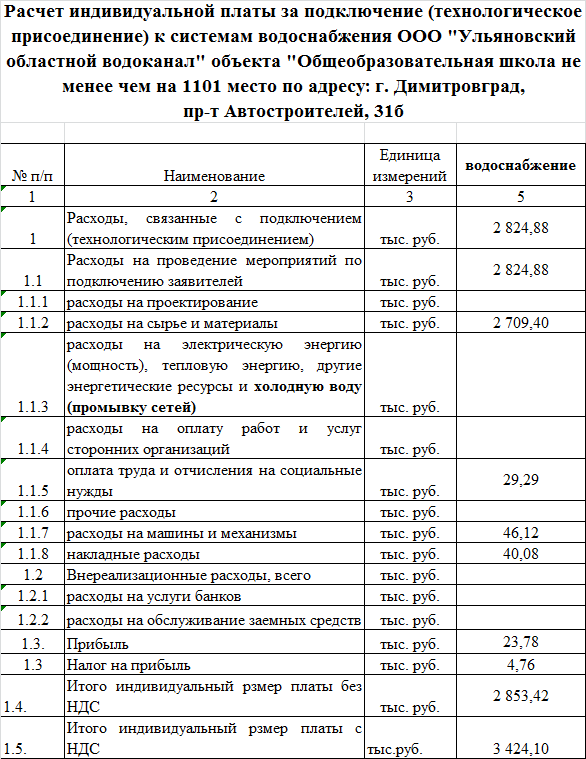 Расчет индивидуальной платы за подключение (технологическое
присоединение) к системам водоснабжения ООО "Ульяновский
областной водоканал" объекта "Общеобразовательная школа не
менее чем на 1101 место по адресу: г. Димитровград,
пр-т Автостроителей, 31б
№ п/п Наименование Единица
измерений водоснабжение
1 2 3 5
1 Расходы, связанные с подключением
(технологическим присоединением) тыс. руб. 2 824,88
1.1 Расходы на проведение мероприятий по
подключению заявителей тыс. руб. 2 824,88
1.1.1 расходы на проектирование тыс. руб.
1.1.2 расходы на сырье и материалы тыс. руб. 2 709,40
расходы на электрическую энергию
(мощность), тепловую энергию, другие
энергетические ресурсы и холодную воду
1.1.3 (промывку сетей) тыс. руб.
расходы на оплату работ и услуг
1.1.4 сторонних организаций тыс. руб.
оплата труда и отчисления на социальные
1.1.5 нужды тыс. руб. 29,29
1.1.6 прочие расходы тыс. руб.
1.1.7 расходы на машины и механизмы тыс. руб. 46,12
1.1.8 накладные расходы тыс. руб. 40,08
1.2 Внереализационные расходы, всего тыс. руб.
1.2.1 расходы на услуги банков тыс. руб.
1.2.2 расходы на обслуживание заемных средств тыс. руб.
1.3. Прибыль тыс. руб. 23,78
1.3 Налог на прибыль тыс. руб. 4,76
Итого индивидуальный рзмер платы без
1.4. НДС тыс. руб. 2 853,42
Итого индивидуальный рзмер платы с
1.5. НДС тыс.руб. 3 424,10